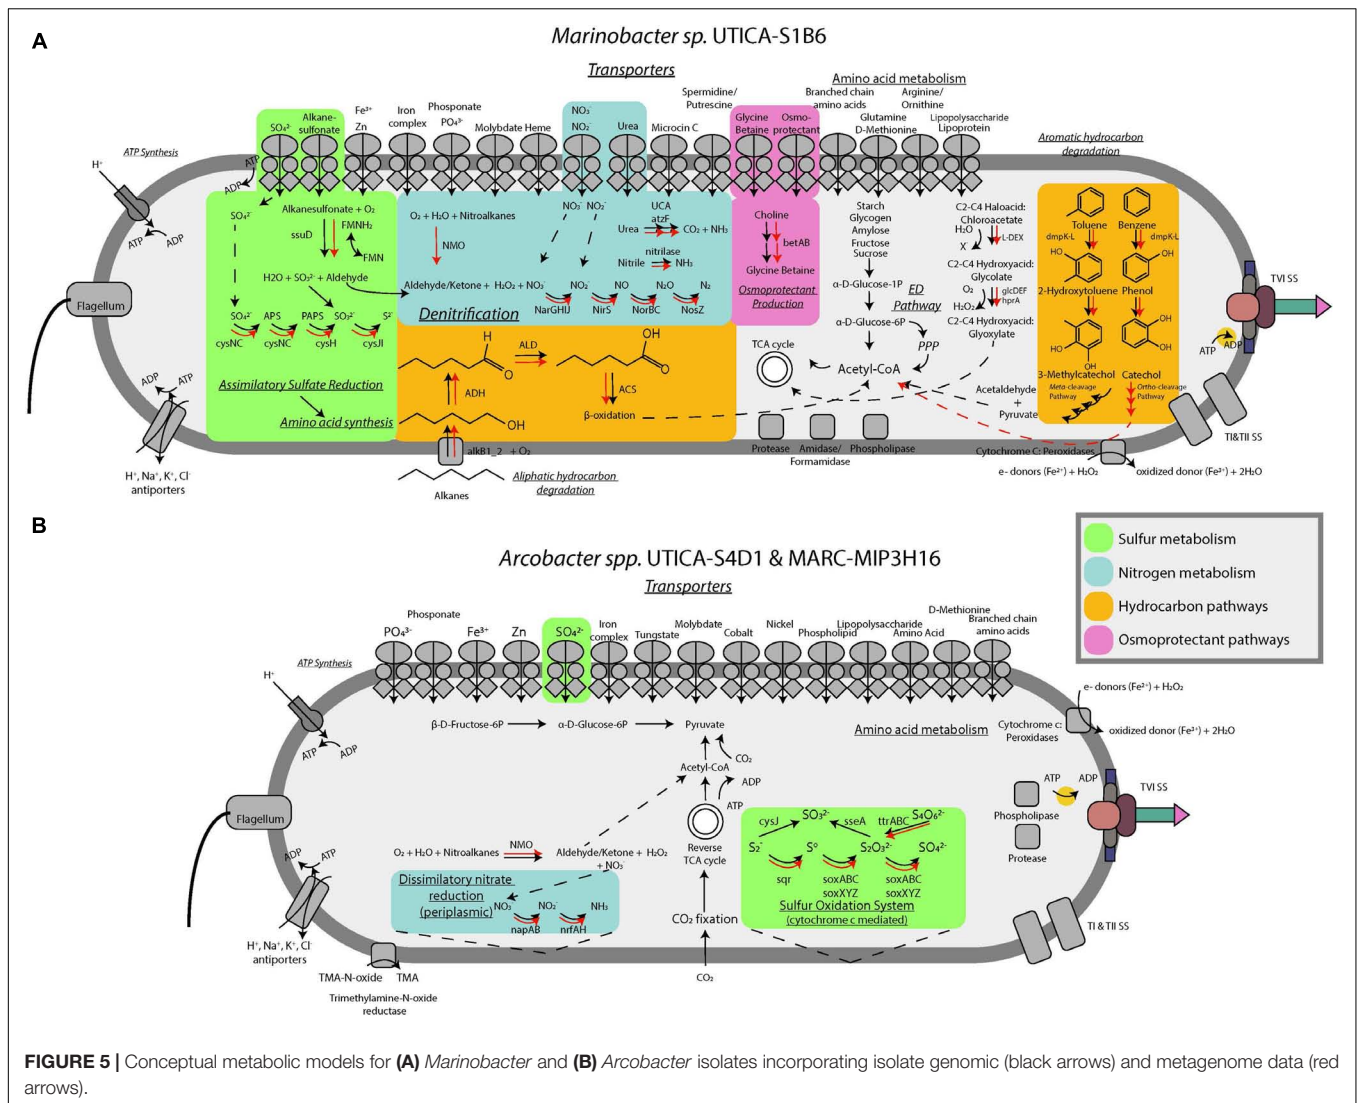 A
Marinobacter sp. UTICA-S1B6
Transporters
Amino acid metabolism
SO₄²⁻
Alkane-
sulfonate
Fe³⁺
Zn
Iron
complex
Phosponate
PO₄³⁻
Molybdate
Heme
NO₃⁻
NO₂⁻
Urea
Microcin C
Spermidine/
Putrescine
Glycine
Betaine
Osmo-
protectant
Branched chain
amino acids
Glutamine
D-Methionine
Arginine/
Ornithine
Lipopolysaccharide
Lipoprotein
Aromatic hydrocarbon
degradation
ATP Synthesis
H⁺
ATP
ADP
ATP
ADP
Flagellum
ADP
ATP
H⁺, Na⁺, K⁺, Cl⁻
antiporters
SO₄²⁻
Alkanesulfonate + O₂
ssuD
FMNH₂
FMN
H2O + SO₃²⁻ + Aldehyde
SO₄²⁻
APS
PAPS
SO₃²⁻
S²⁻
cysNC
cysNC
cysH
cysJI
Assimilatory Sulfate Reduction
Amino acid synthesis
O₂ + H₂O + Nitroalkanes
NMO
NO₃⁻
NO₂⁻
UCA
atzF
Urea
CO₂ + NH₃
nitrilase
Nitrile
NH₃
Aldehyde/Ketone + H₂O₂ + NO₃⁻
NO₂⁻
NO
N₂O
N₂
NarGHIJ
NirS
NorBC
NosZ
Denitrification
H
O
ALD
OH
O
ADH
ACS
β-oxidation
OH
alkB1_2 + O₂
Alkanes
Aliphatic hydrocarbon
degradation
Choline
betAB
Glycine Betaine
Osmoprotectant
Production
Starch
Glycogen
Amylose
Fructose
Sucrose
α-D-Glucose-1P
ED
Pathway
α-D-Glucose-6P
PPP
TCA cycle
Acetyl-CoA
C2-C4 Haloacid:
Chloroacetate
H₂O
X⁻
L-DEX
C2-C4 Hydroxyacid:
Glycolate
O₂
H₂O₂
glcDEF
hprA
C2-C4 Hydroxyacid:
Glyoxylate
Acetaldehyde
+
Pyruvate
Toluene
Benzene
dmpK-L
dmpK-L
HO
OH
2-Hydroxytoluene
Phenol
HO
OH
OH
OH
3-Methylcatechol
Catechol
Meta-cleavage
Pathway
Ortho-cleavage
Pathway
Protease
Amidase/
Formamidase
Phospholipase
Cytochrome C: Peroxidases
e- donors (Fe²⁺) + H₂O₂
oxidized donor (Fe³⁺) + 2H₂O
TVI SS
ATP
ADP
TI&TII SS
B
Arcobacter spp. UTICA-S4D1 & MARC-MIP3H16
Transporters
Sulfur metabolism
Nitrogen metabolism
Hydrocarbon pathways
Osmoprotectant pathways
PO₄³⁻
Phosponate
Fe³⁺
Zn
SO₄²⁻
Iron
complex
Tungstate
Molybdate
Cobalt
Nickel
Phospholipid
Lipopolysaccharide
Amino Acid
D-Methionine
Branched chain
amino acids
ATP Synthesis
H⁺
ATP
ADP
Flagellum
ADP
ATP
H⁺, Na⁺, K⁺, Cl⁻
antiporters
TMA-N-oxide
TMA
Trimethylamine-N-oxide
reductase
β-D-Fructose-6P
α-D-Glucose-6P
Pyruvate
CO₂
Acetyl-CoA
ADP
ATP
Reverse
TCA cycle
CO₂ fixation
CO₂
O₂ + H₂O + Nitroalkanes
NMO
Aldehyde/Ketone + H₂O₂
+ NO₃⁻
Dissimilatory nitrate
reduction
(periplasmic)
NO₃⁻
NO₂⁻
NH₃
napAB
nrfAH
Amino acid metabolism
cysJ
SO₃²⁻
sseA
ttrABC
S₄O₆²⁻
S₂⁻
S⁰
S₂O₃²⁻
SO₄²⁻
sqr
soxABC
soxXYZ
soxABC
soxXYZ
Sulfur Oxidation System
(cytochrome c mediated)
Cytochrome c:
Peroxidases
e- donors (Fe²⁺) + H₂O₂
oxidized donor (Fe³⁺) + 2H₂O
Phospholipase
Protease
ATP
ADP
TVI SS
TI & TII SS
FIGURE 5 | Conceptual metabolic models for (A) Marinobacter and (B) Arcobacter isolates incorporating isolate genomic (black arrows) and metagenome data (red
arrows).